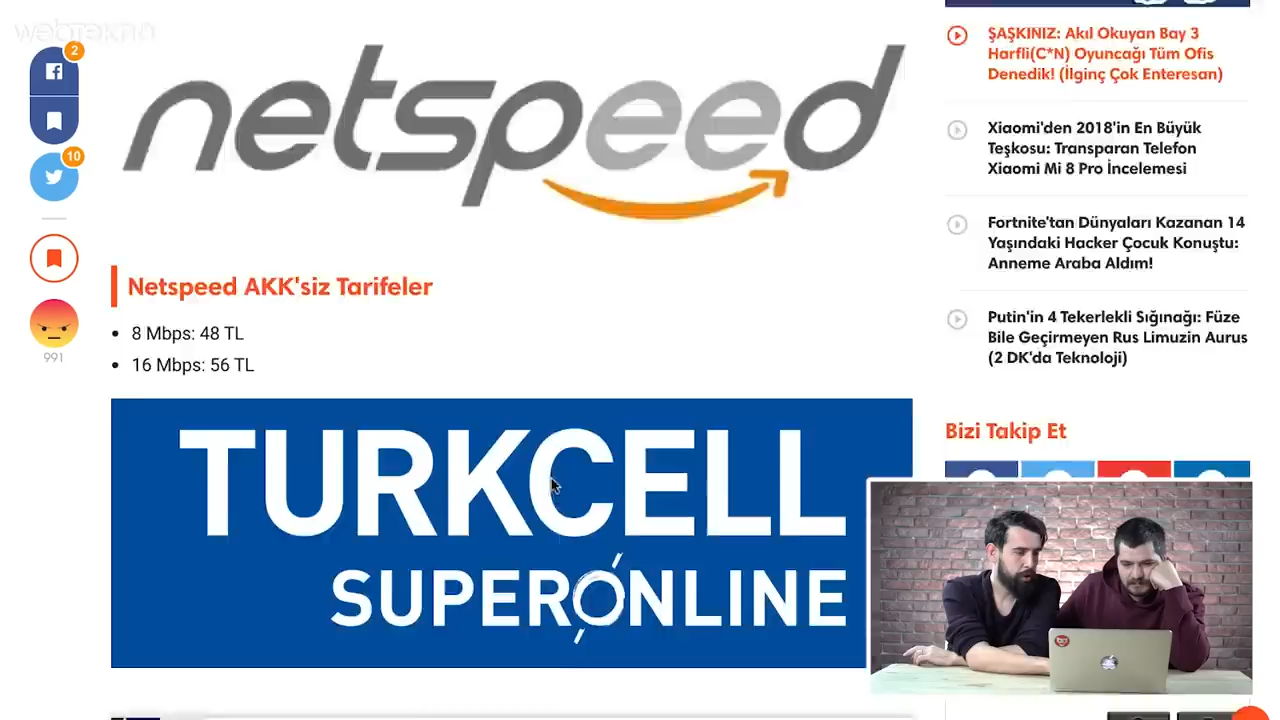 webtekno
2
10
991
netspeed
Netspeed AKK'siz Tarifeler
8 Mbps: 48 TL
16 Mbps: 56 TL
TURKCELL
SUPERONLINE
ŞAŞKINIZ: Akıl Okuyan Bay 3
Harfli(C*N) Oyuncağı Tüm Ofis
Denedik! (İlginç Çok Enteresan)
Xiaomi'den 2018'in En Büyük
Teşkosu: Transparan Telefon
Xiaomi Mi 8 Pro İncelemesi
Fortnite'tan Dünyaları Kazanan 14
Yaşındaki Hacker Çocuk Konuştu:
Anneme Araba Aldım!
Putin'in 4 Tekerlekli Sığınağı: Füze
Bile Geçirmeyen Rus Limuzin Aurus
(2 DK'da Teknoloji)
Bizi Takip Et